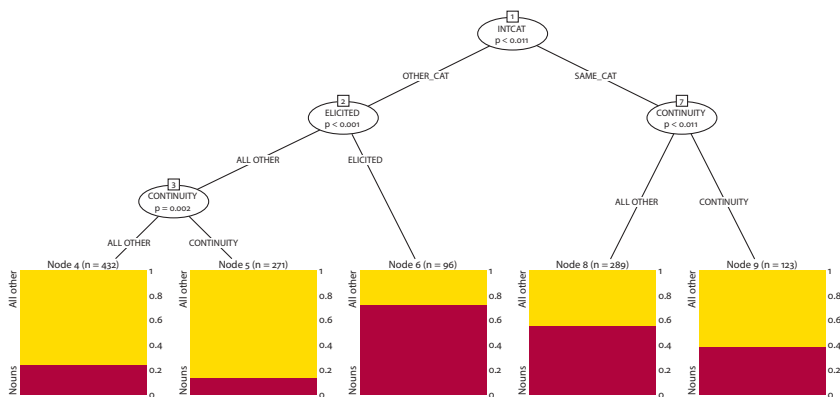 1
INTCAT
p < 0.011
OTHER_CAT
SAME_CAT
2
ELICITED
p < 0.001
7
CONTINUITY
p < 0.011
ALL OTHER
ELICITED
3
CONTINUITY
p = 0.002
ALL OTHER
CONTINUITY
ALL OTHER
CONTINUITY
Node 4 (n = 432)
All other
Nouns
1
0.8
0.6
0.4
0.2
0
Node 5 (n = 271)
All other
Nouns
1
0.8
0.6
0.4
0.2
0
Node 6 (n = 96)
All other
Nouns
1
0.8
0.6
0.4
0.2
0
Node 8 (n = 289)
All other
Nouns
1
0.8
0.6
0.4
0.2
0
Node 9 (n = 123)
All other
Nouns
1
0.8
0.6
0.4
0.2
0